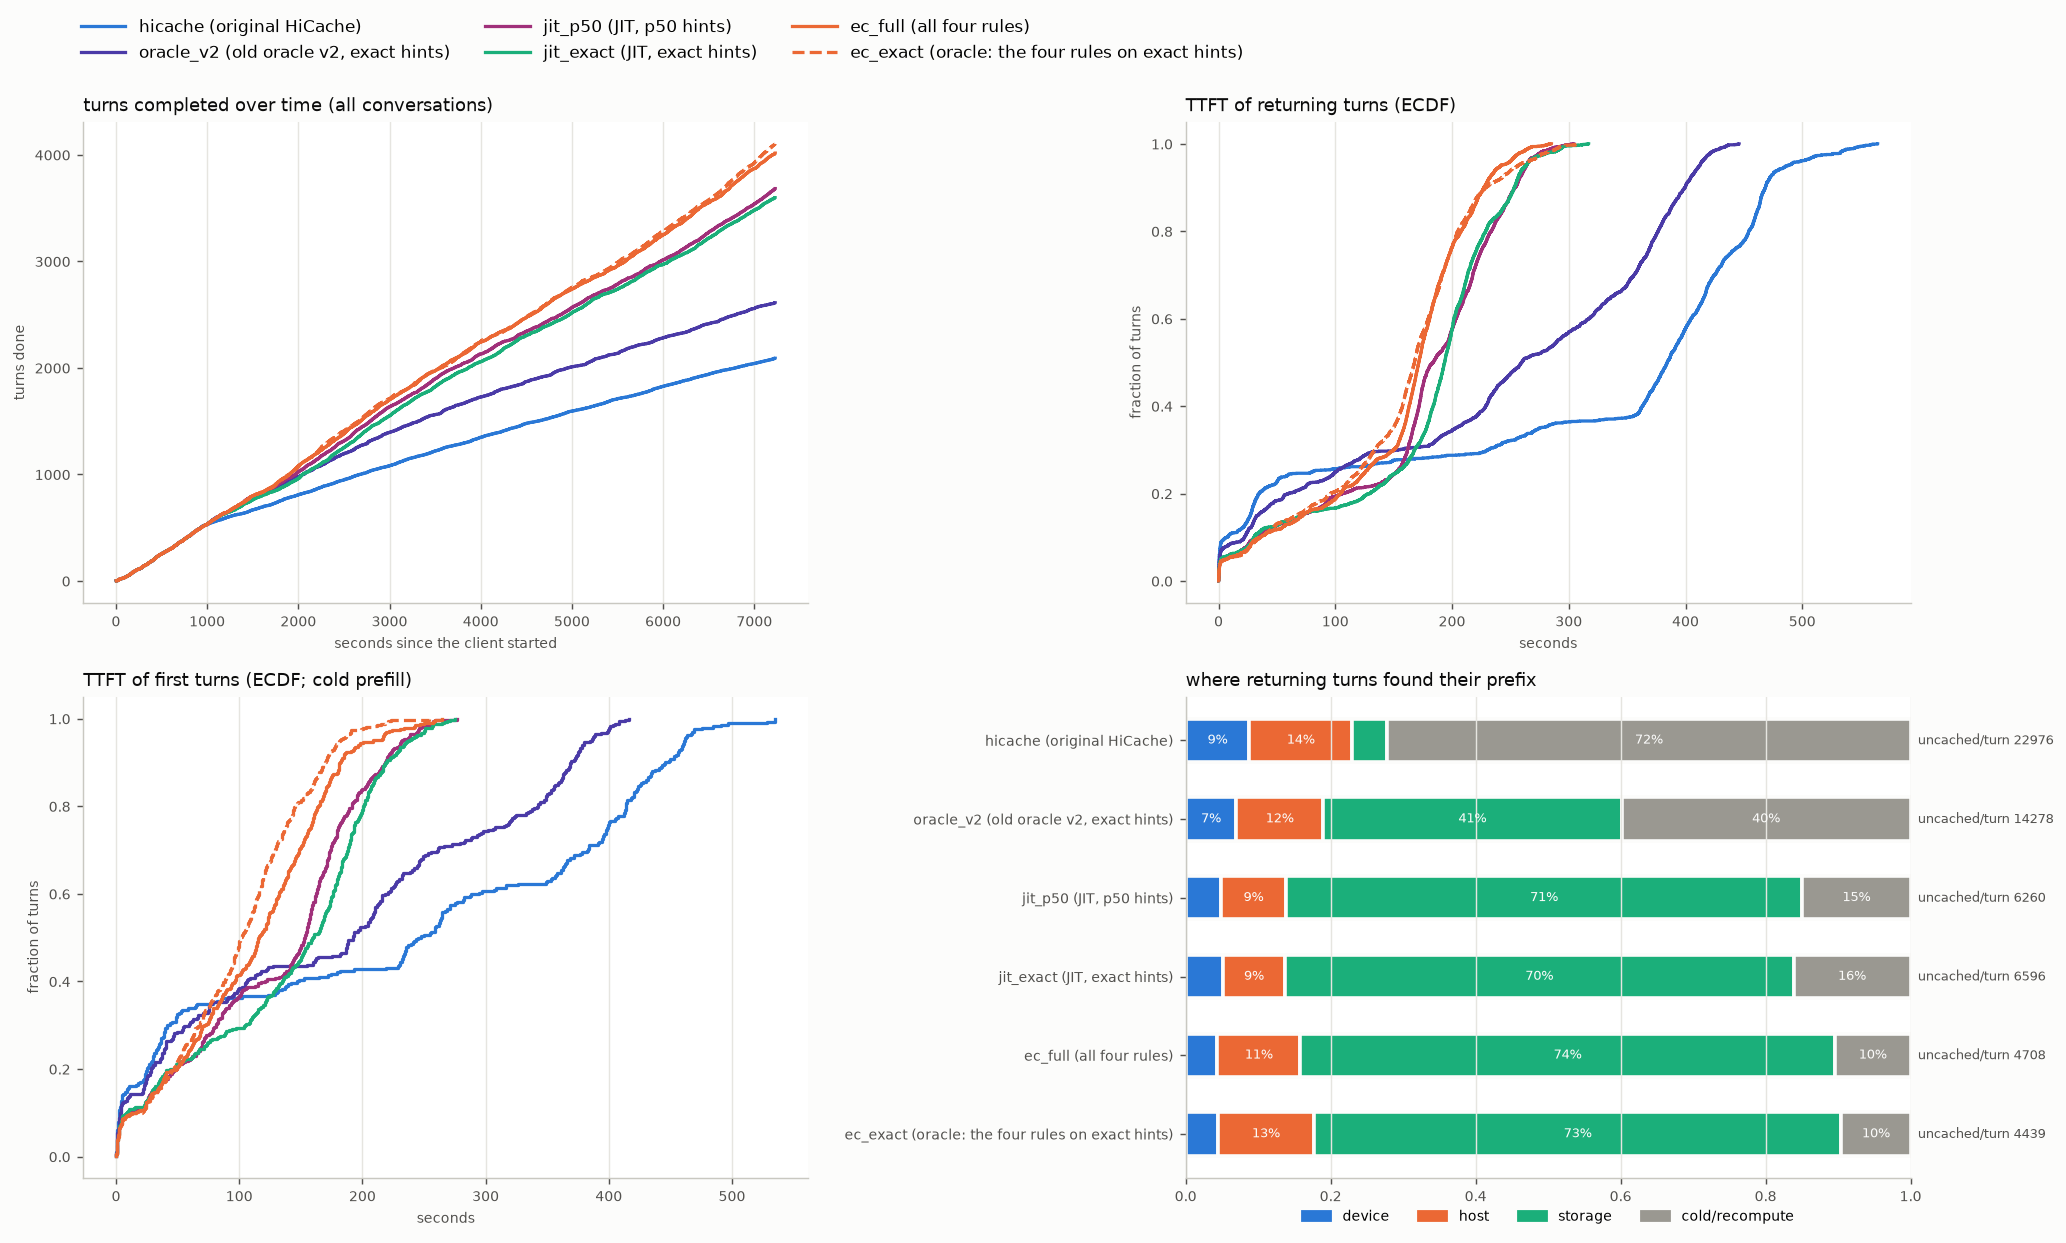 hicache (original HiCache)
oracle_v2 (old oracle v2, exact hints)
jit_p50 (JIT, p50 hints)
jit_exact (JIT, exact hints)
ec_full (all four rules)
ec_exact (oracle: the four rules on exact hints)
turns completed over time (all conversations)
turns done
4000
3000
2000
1000
0
0 1000 2000 3000 4000 5000 6000 7000
seconds since the client started
TTFT of returning turns (ECDF)
fraction of turns
1.0
0.8
0.6
0.4
0.2
0.0
0 100 200 300 400 500
seconds
TTFT of first turns (ECDF; cold prefill)
fraction of turns
1.0
0.8
0.6
0.4
0.2
0.0
0 100 200 300 400 500
seconds
where returning turns found their prefix
hicache (original HiCache) 9% 14% 72% uncached/turn 22976
oracle_v2 (old oracle v2, exact hints) 7% 12% 41% 40% uncached/turn 14278
jit_p50 (JIT, p50 hints) 9% 71% 15% uncached/turn 6260
jit_exact (JIT, exact hints) 9% 70% 16% uncached/turn 6596
ec_full (all four rules) 11% 74% 10% uncached/turn 4708
ec_exact (oracle: the four rules on exact hints) 13% 73% 10% uncached/turn 4439
0.0 0.2 0.4 0.6 0.8 1.0
device host storage cold/recompute